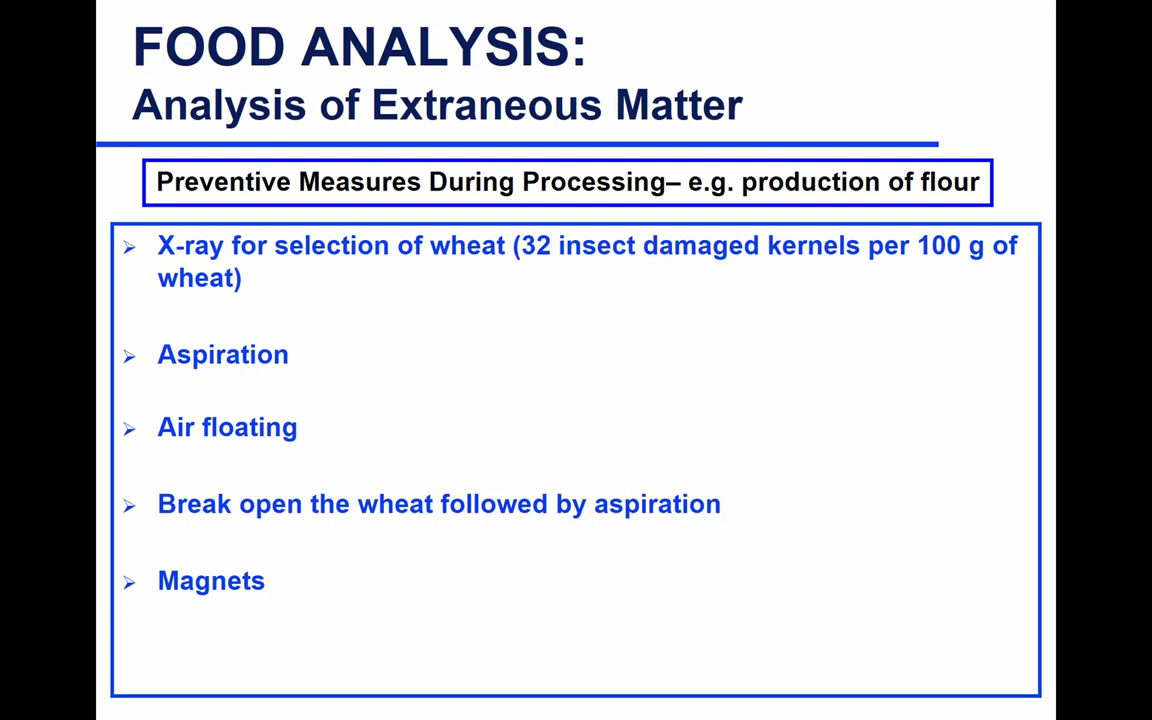 FOOD ANALYSIS:
Analysis of Extraneous Matter
Preventive Measures During Processing– e.g. production of flour
X-ray for selection of wheat (32 insect damaged kernels per 100 g of
wheat)
Aspiration
Air floating
Break open the wheat followed by aspiration
Magnets